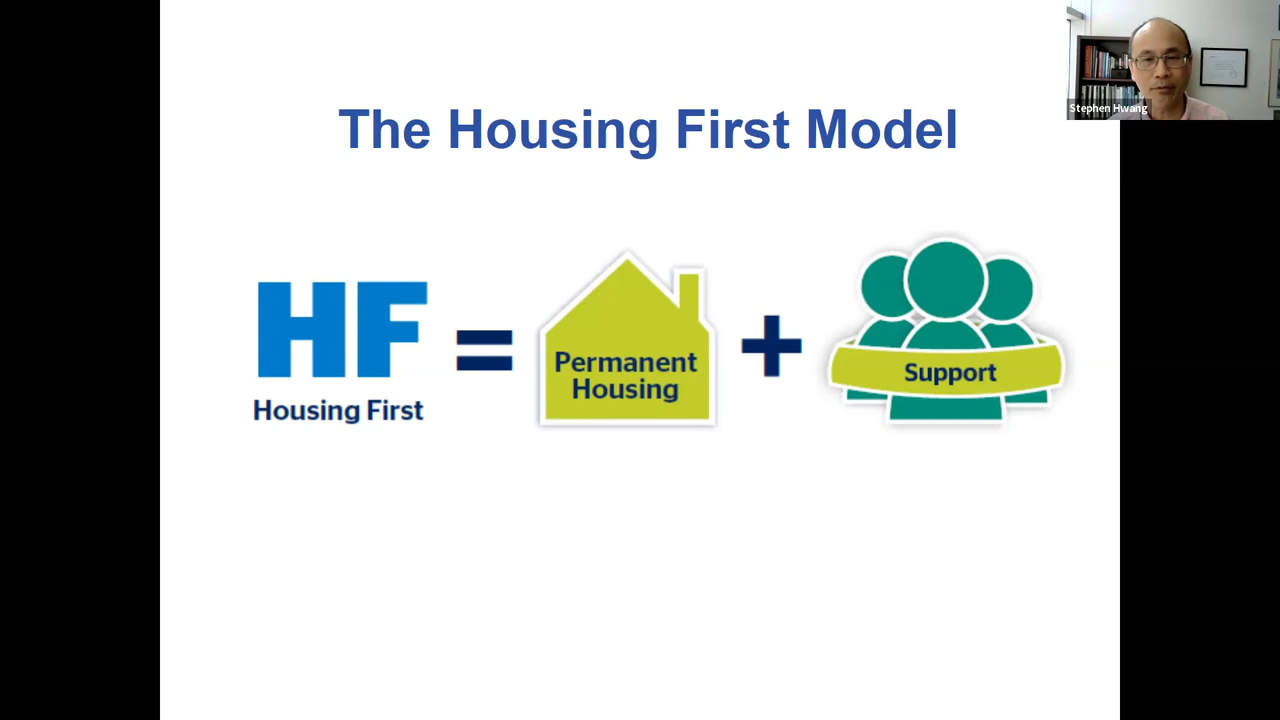 Stephen Hwang
The Housing First Model
HF
Housing First
=
Permanent
Housing
+
Support